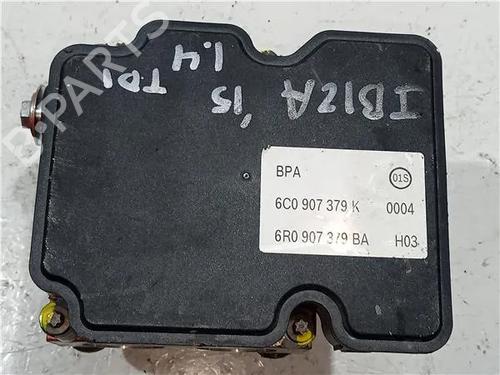 B-PARTS
IBIZA '15
1.4
TDI
BPA 01S
6C0 907 379 K 0004
6R0 907 379 BA H03